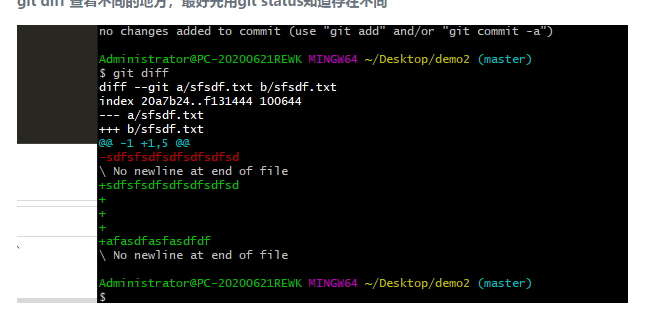 git diff 查看不同的地方，最好先用git status知道存在不同
no changes added to commit (use "git add" and/or "git commit -a")
Administrator@PC-20200621REWK MINGW64 ~/Desktop/demo2 (master)
$ git diff
diff --git a/sfsdf.txt b/sfsdf.txt
index 20a7b24..f131444 100644
--- a/sfsdf.txt
+++ b/sfsdf.txt
@@ -1 +1,5 @@
-sdfsfsdfsdfsdfsdfsd
\ No newline at end of file
+sdfsfsdfsdfsdfsdfsd
+
+
+
+afasdfasfasdfdf
\ No newline at end of file
Administrator@PC-20200621REWK MINGW64 ~/Desktop/demo2 (master)
$